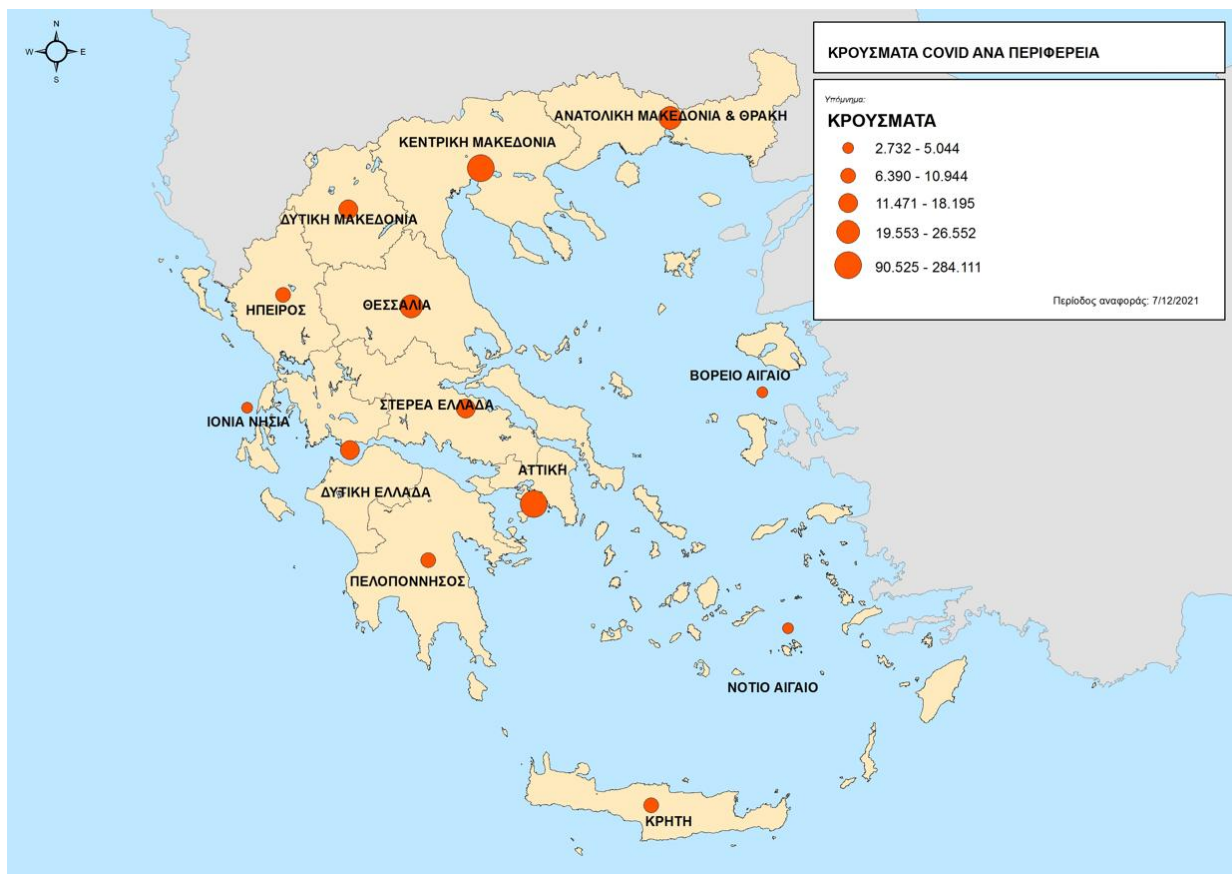 N
W E
S
ΚΡΟΥΣΜΑΤΑ COVID ΑΝΑ ΠΕΡΙΦΕΡΕΙΑ
Υπόμνημα:
ΚΡΟΥΣΜΑΤΑ
2.732 - 5.044
6.390 - 10.944
11.471 - 18.195
19.553 - 26.552
90.525 - 284.111
Περίοδος αναφοράς: 7/12/2021
ΑΝΑΤΟΛΙΚΗ ΜΑΚΕΔΟΝΙΑ & ΘΡΑΚΗ
ΚΕΝΤΡΙΚΗ ΜΑΚΕΔΟΝΙΑ
ΔΥΤΙΚΗ ΜΑΚΕΔΟΝΙΑ
ΗΠΕΙΡΟΣ
ΘΕΣΣΑΛΙΑ
ΒΟΡΕΙΟ ΑΙΓΑΙΟ
ΣΤΕΡΕΑ ΕΛΛΑΔΑ
ΙΟΝΙΑ ΝΗΣΙΑ
Text
ΑΤΤΙΚΗ
ΔΥΤΙΚΗ ΕΛΛΑΔΑ
ΠΕΛΟΠΟΝΝΗΣΟΣ
ΝΟΤΙΟ ΑΙΓΑΙΟ
ΚΡΗΤΗ